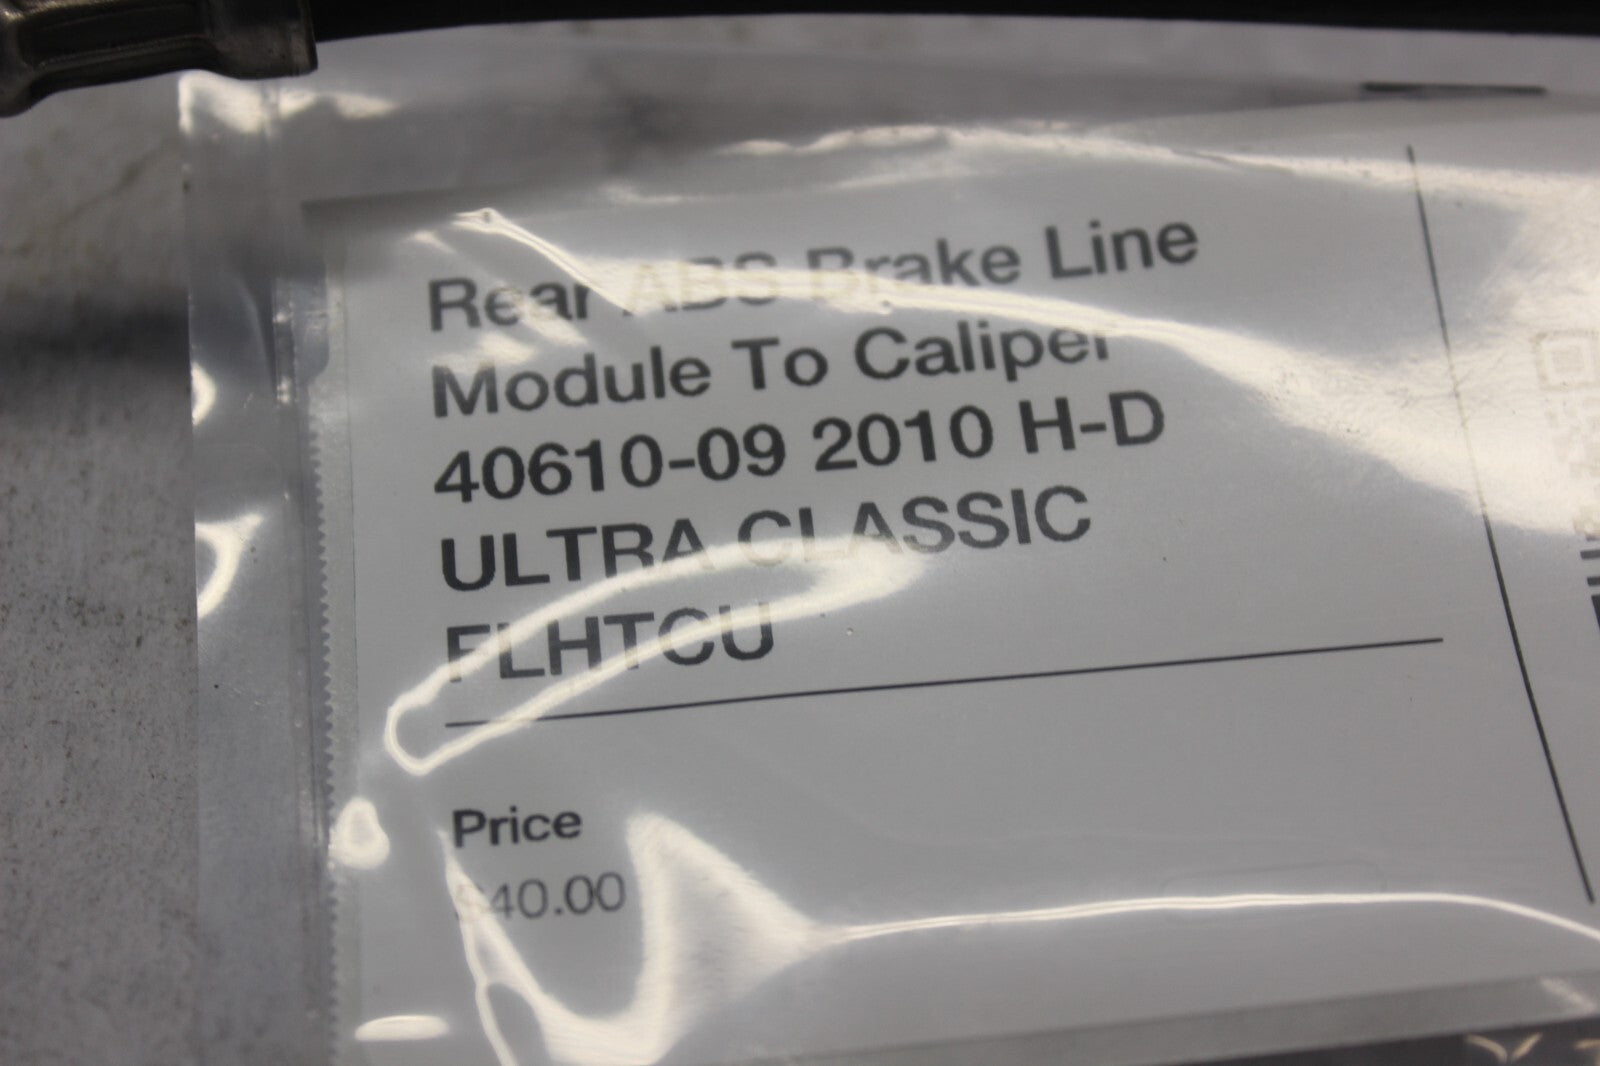 Rear ABS Brake Line
Module To Caliper
40610-09 2010 H-D
ULTRA CLASSIC
FLHTCU
Price
$40.00